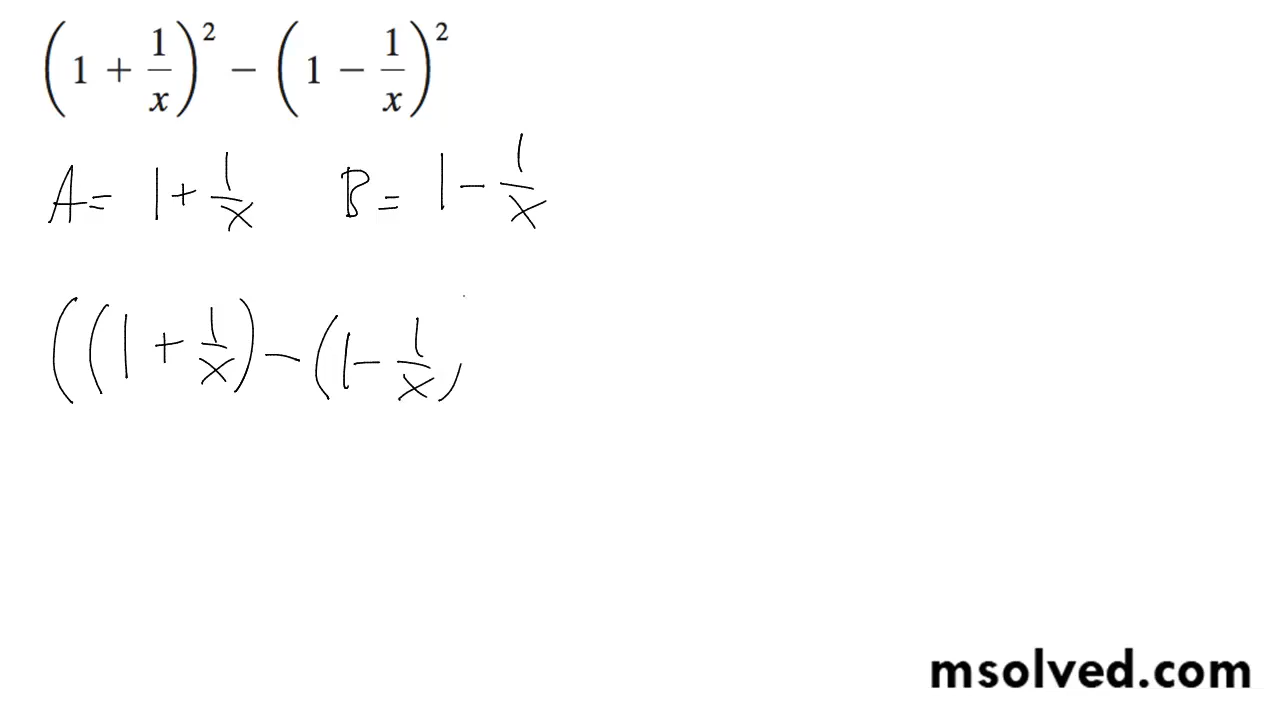 (1 + 1/x)² − (1 − 1/x)²
A = 1 + 1/x B = 1 − 1/x
((1 + 1/x) − (1 − 1/x)
msolved.com